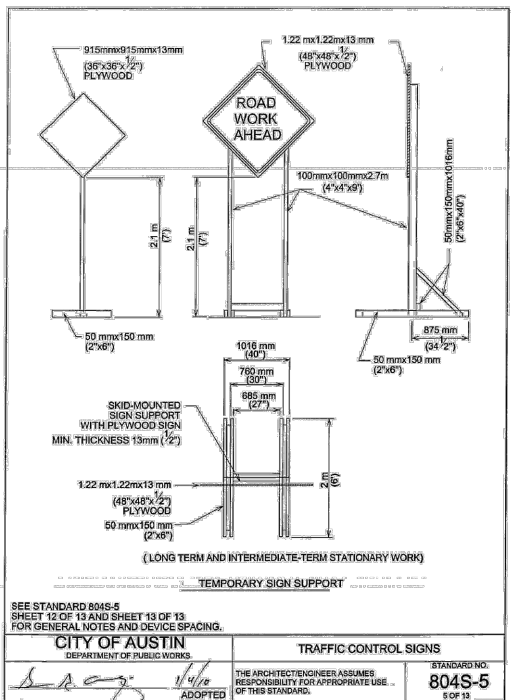 915mmx915mmx13mm
(36"x36"x1/2")
PLYWOOD
1.22 mx1.22mx13 mm
(48"x48"x1/2")
PLYWOOD
ROAD
WORK
AHEAD
100mmx100mmx2.7m
(4"x4"x9')
50mmx150mmx1016mm
(2"x6"x40")
2.1 m
(7')
2.1 m
(7')
50 mmx150 mm
(2"x6")
875 mm
(34 1/2")
50 mmx150 mm
(2"x6")
1016 mm
(40")
760 mm
(30")
685 mm
(27")
SKID-MOUNTED
SIGN SUPPORT
WITH PLYWOOD SIGN
MIN. THICKNESS 13mm (1/2")
1.22 mx1.22mx13 mm
(48"x48"x1/2")
PLYWOOD
50 mmx150 mm
(2"x6")
2 m
(6')
( LONG TERM AND INTERMEDIATE-TERM STATIONARY WORK)
TEMPORARY SIGN SUPPORT
SEE STANDARD 804S-5
SHEET 12 OF 13 AND SHEET 13 OF 13
FOR GENERAL NOTES AND DEVICE SPACING.
CITY OF AUSTIN
DEPARTMENT OF PUBLIC WORKS
TRAFFIC CONTROL SIGNS
1/4/10
ADOPTED
THE ARCHITECT/ENGINEER ASSUMES
RESPONSIBILITY FOR APPROPRIATE USE
OF THIS STANDARD.
STANDARD NO.
804S-5
5 OF 13